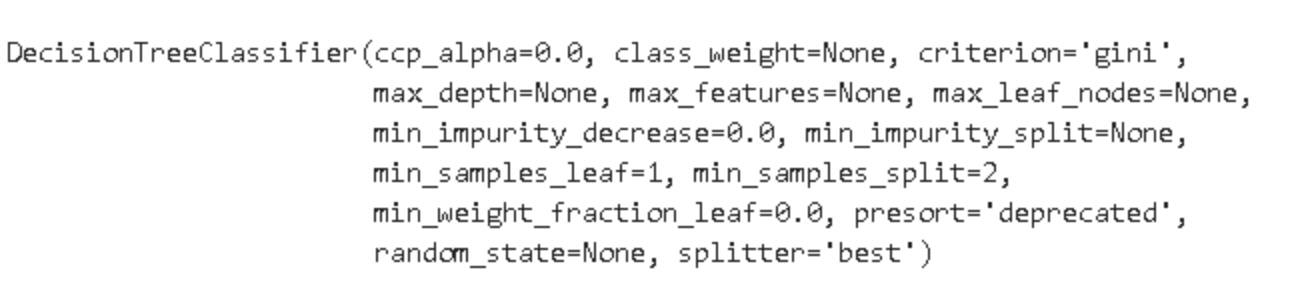 DecisionTreeClassifier(ccp_alpha=0.0, class_weight=None, criterion='gini',
max_depth=None, max_features=None, max_leaf_nodes=None,
min_impurity_decrease=0.0, min_impurity_split=None,
min_samples_leaf=1, min_samples_split=2,
min_weight_fraction_leaf=0.0, presort='deprecated',
random_state=None, splitter='best')